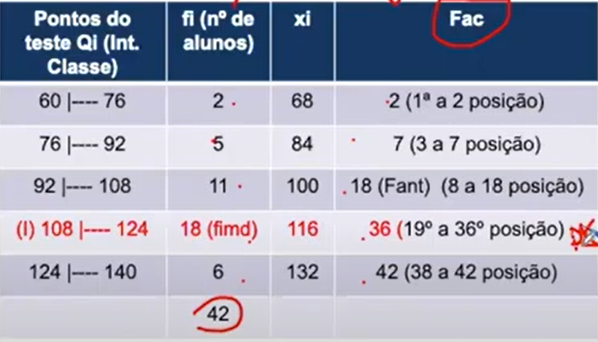 Pontos do teste Qi (Int. Classe) fi (nº de alunos) xi Fac
60 |---- 76 2 68 2 (1ª a 2 posição)
76 |---- 92 5 84 7 (3 a 7 posição)
92 |---- 108 11 100 18 (Fant) (8 a 18 posição)
(l) 108 |---- 124 18 (fimd) 116 36 (19º a 36º posição)
124 |---- 140 6 132 42 (38 a 42 posição)
42